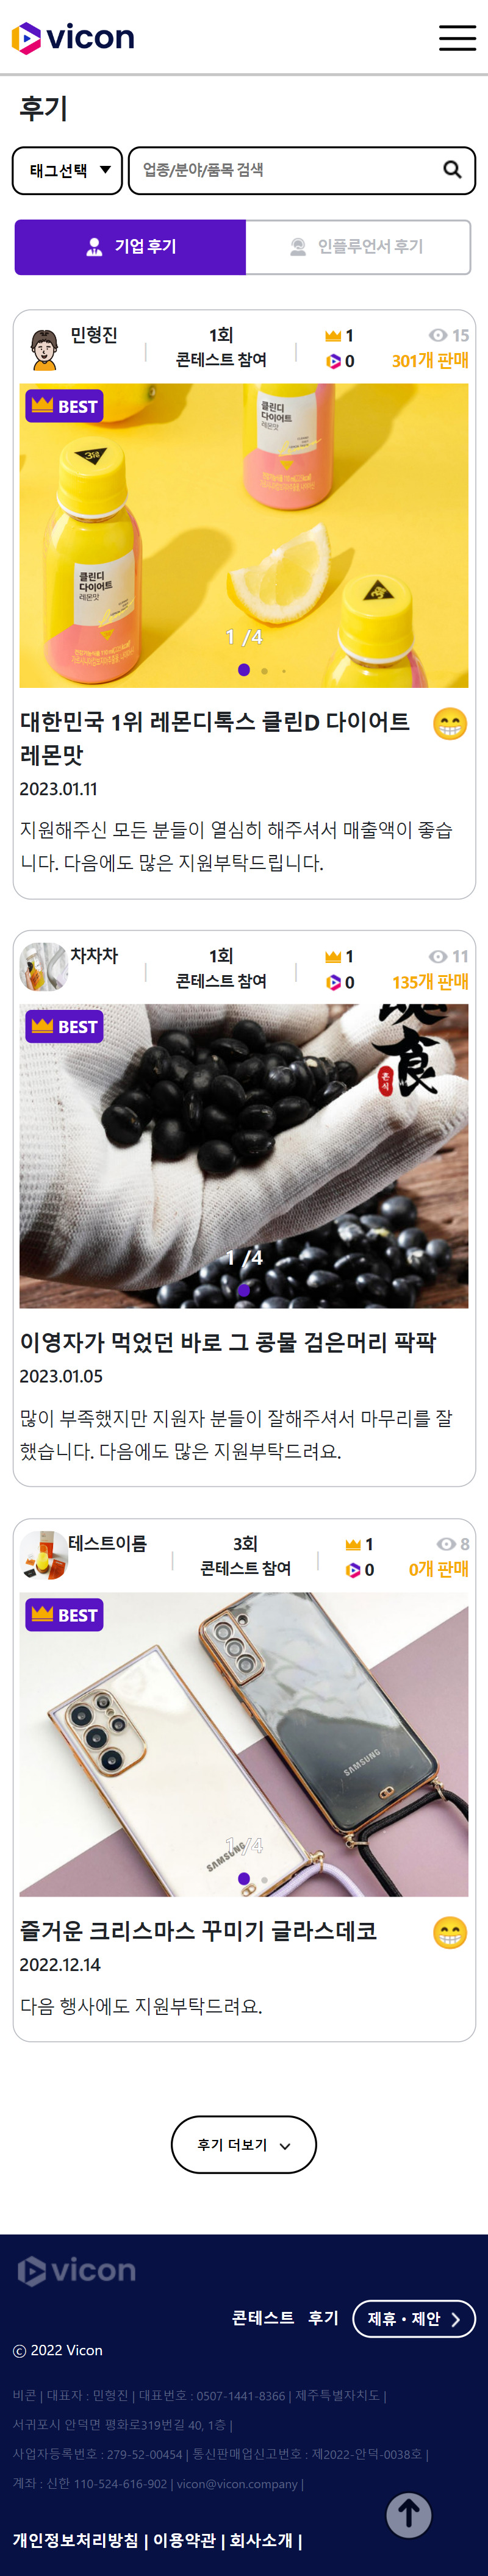 vicon
후기
태그선택
업종/분야/품목 검색
기업 후기
인플루언서 후기
민형진
1회
콘테스트 참여
1
0
15
301개 판매
BEST
클린디
다이어트
레몬맛
클린디
다이어트
레몬맛
1 /4
대한민국 1위 레몬디톡스 클린D 다이어트
레몬맛
2023.01.11
지원해주신 모든 분들이 열심히 해주셔서 매출액이 좋습
니다. 다음에도 많은 지원부탁드립니다.
차차차
1회
콘테스트 참여
1
0
11
135개 판매
BEST
食
혼식
1 /4
이영자가 먹었던 바로 그 콩물 검은머리 팍팍
2023.01.05
많이 부족했지만 지원자 분들이 잘해주셔서 마무리를 잘
했습니다. 다음에도 많은 지원부탁드려요.
테스트이름
3회
콘테스트 참여
1
0
8
0개 판매
BEST
SAMSUNG
SAMSUNG
1 /4
즐거운 크리스마스 꾸미기 글라스데코
2022.12.14
다음 행사에도 지원부탁드려요.
후기 더보기
vicon
콘테스트 후기 제휴・제안
ⓒ 2022 Vicon
비콘 | 대표자 : 민형진 | 대표번호 : 0507-1441-8366 | 제주특별자치도 |
서귀포시 안덕면 평화로319번길 40, 1층 |
사업자등록번호 : 279-52-00454 | 통신판매업신고번호 : 제2022-안덕-0038호 |
계좌 : 신한 110-524-616-902 | vicon@vicon.company |
개인정보처리방침 | 이용약관 | 회사소개 |